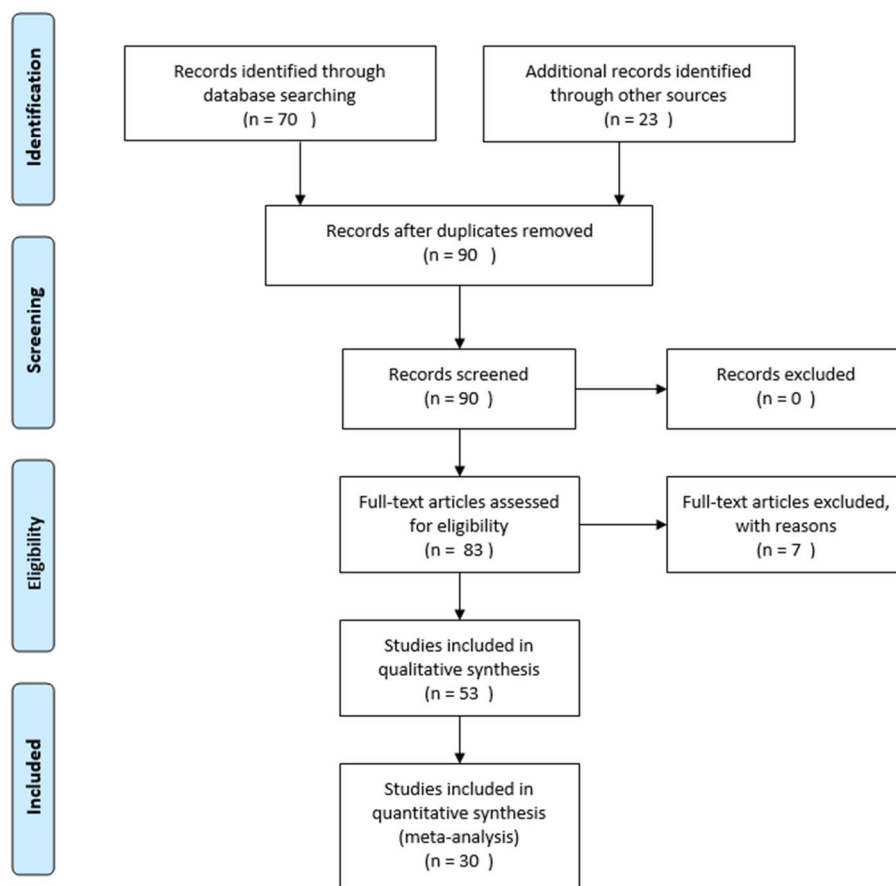 Identification
Records identified through
database searching
(n = 70   )
Additional records identified
through other sources
(n = 23   )
Records after duplicates removed
(n = 90   )
Screening
Records screened
(n = 90  )
Records excluded
(n = 0   )
Eligibility
Full-text articles assessed
for eligibility
(n =  83  )
Full-text articles excluded,
with reasons
(n = 7   )
Studies included in
qualitative synthesis
(n = 53   )
Included
Studies included in
quantitative synthesis
(meta-analysis)
(n = 30   )